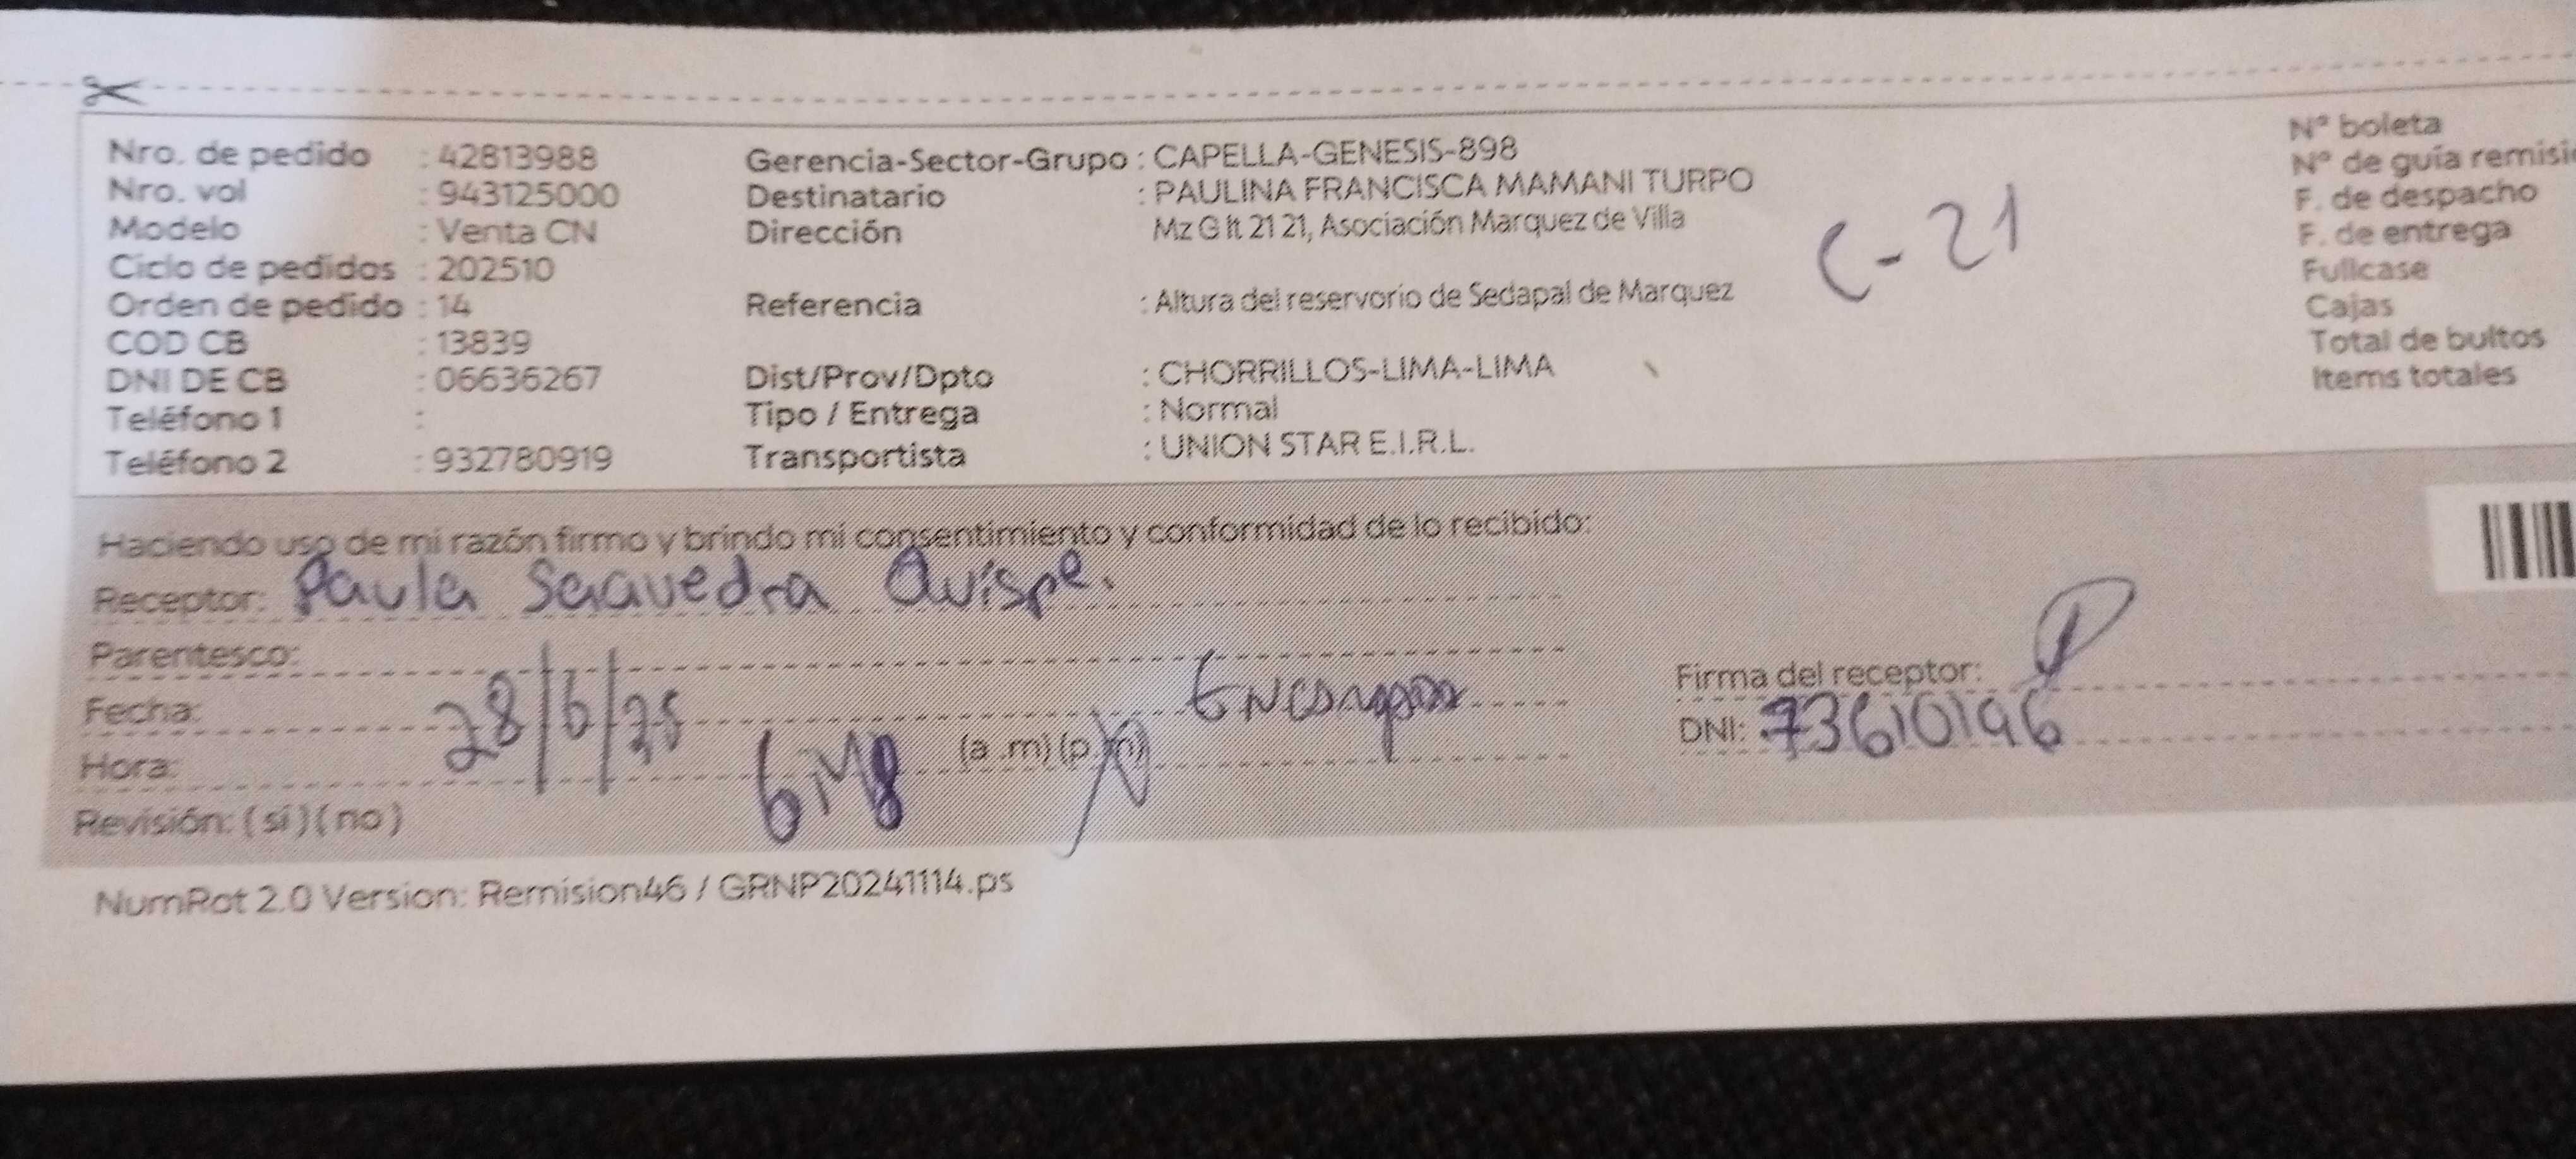 Nro. de pedido : 42813988
Nro. vol : 943125000
Modelo : Venta CN
Ciclo de pedidos : 202510
Orden de pedido : 14
COD CB : 13839
DNI DE CB : 06636267
Teléfono 1 :
Teléfono 2 : 932780919
Gerencia-Sector-Grupo : CAPELLA-GENESIS-898
Destinatario : PAULINA FRANCISCA MAMANI TURPO
Dirección Mz G lt 21 21, Asociación Marquez de Villa
Referencia : Altura del reservorio de Sedapal de Marquez
Dist/Prov/Dpto : CHORRILLOS-LIMA-LIMA
Tipo / Entrega : Normal
Transportista : UNION STAR E.I.R.L.
C-21
N° boleta
N° de guía remisi
F. de despacho
F. de entrega
Fullcase
Cajas
Total de bultos
Items totales
Haciendo uso de mi razón firmo y brindo mi consentimiento y conformidad de lo recibido:
Receptor: Paula Saavedra Quispe.
Parentesco:
Fecha: 28/6/25
Hora: (a.m) (p.m)
Firma del receptor:
DNI: 73610196
Revisión: (si) (no)
NumRot 2.0 Version: Remision46 / GRNP20241114.ps